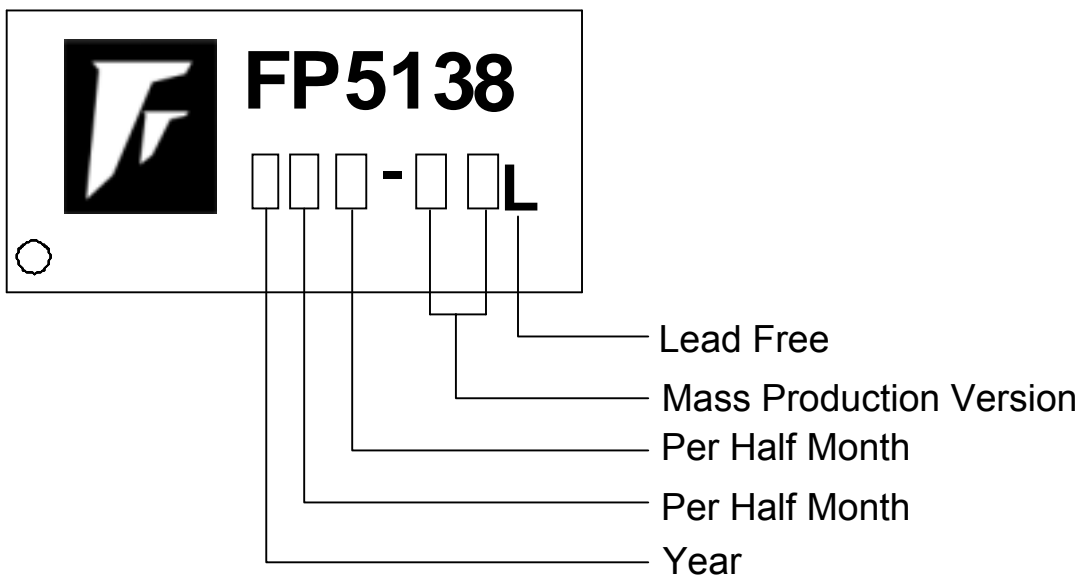 FP5138
- L
Lead Free
Mass Production Version
Per Half Month
Per Half Month
Year